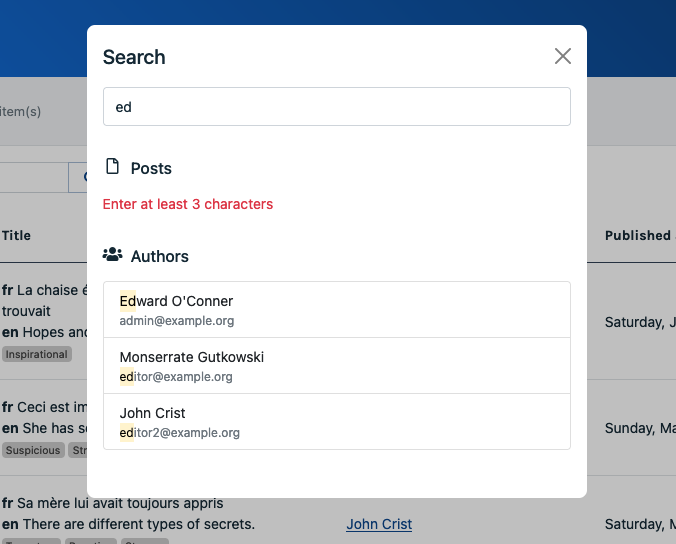 Search
ed
item(s)
Posts
Enter at least 3 characters
Authors
Edward O'Conner
admin@example.org
Monserrate Gutkowski
editor@example.org
John Crist
editor2@example.org
Title
Published
fr La chaise
trouvait
en Hopes and
Inspirational
Saturday, J
fr Ceci est im
en She has s
Suspicious
Sunday, Ma
fr Sa mère lui avait toujours appris
en There are different types of secrets.
John Crist
Saturday, M